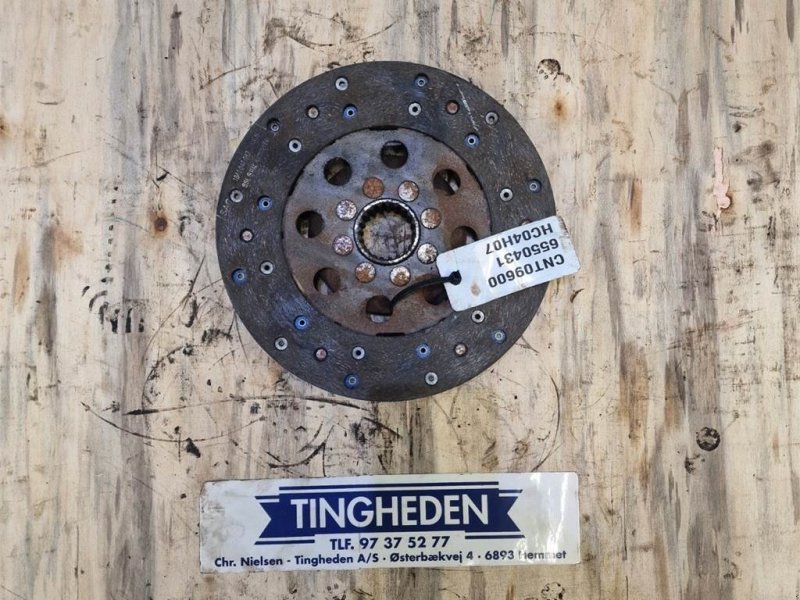 CNT09600
6550431
HC04H07
TINGHEDEN
TLF. 97 37 52 77
Chr. Nielsen - Tingheden A/S · Østerbækvej 4 · 6893 Hemmet